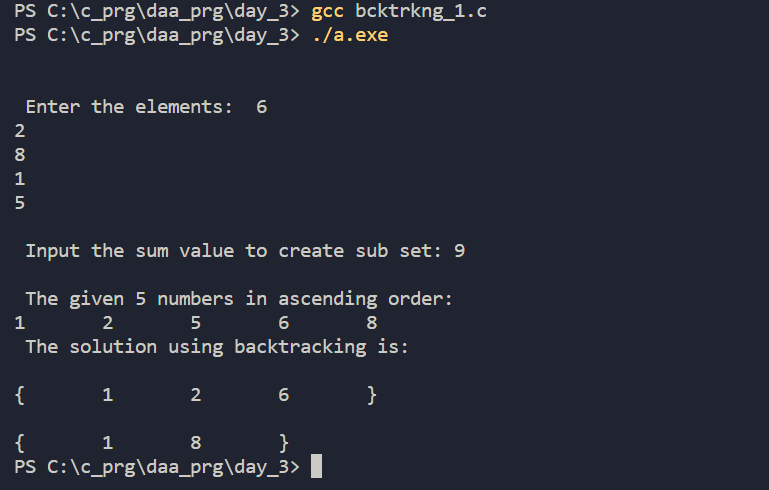 PS C:\c_prg\daa_prg\day_3> gcc bcktrkng_1.c
PS C:\c_prg\daa_prg\day_3> ./a.exe
Enter the elements:  6
2
8
1
5
Input the sum value to create sub set: 9
The given 5 numbers in ascending order:
1       2       5       6       8
The solution using backtracking is:
{       1       2       6       }
{       1       8       }
PS C:\c_prg\daa_prg\day_3>